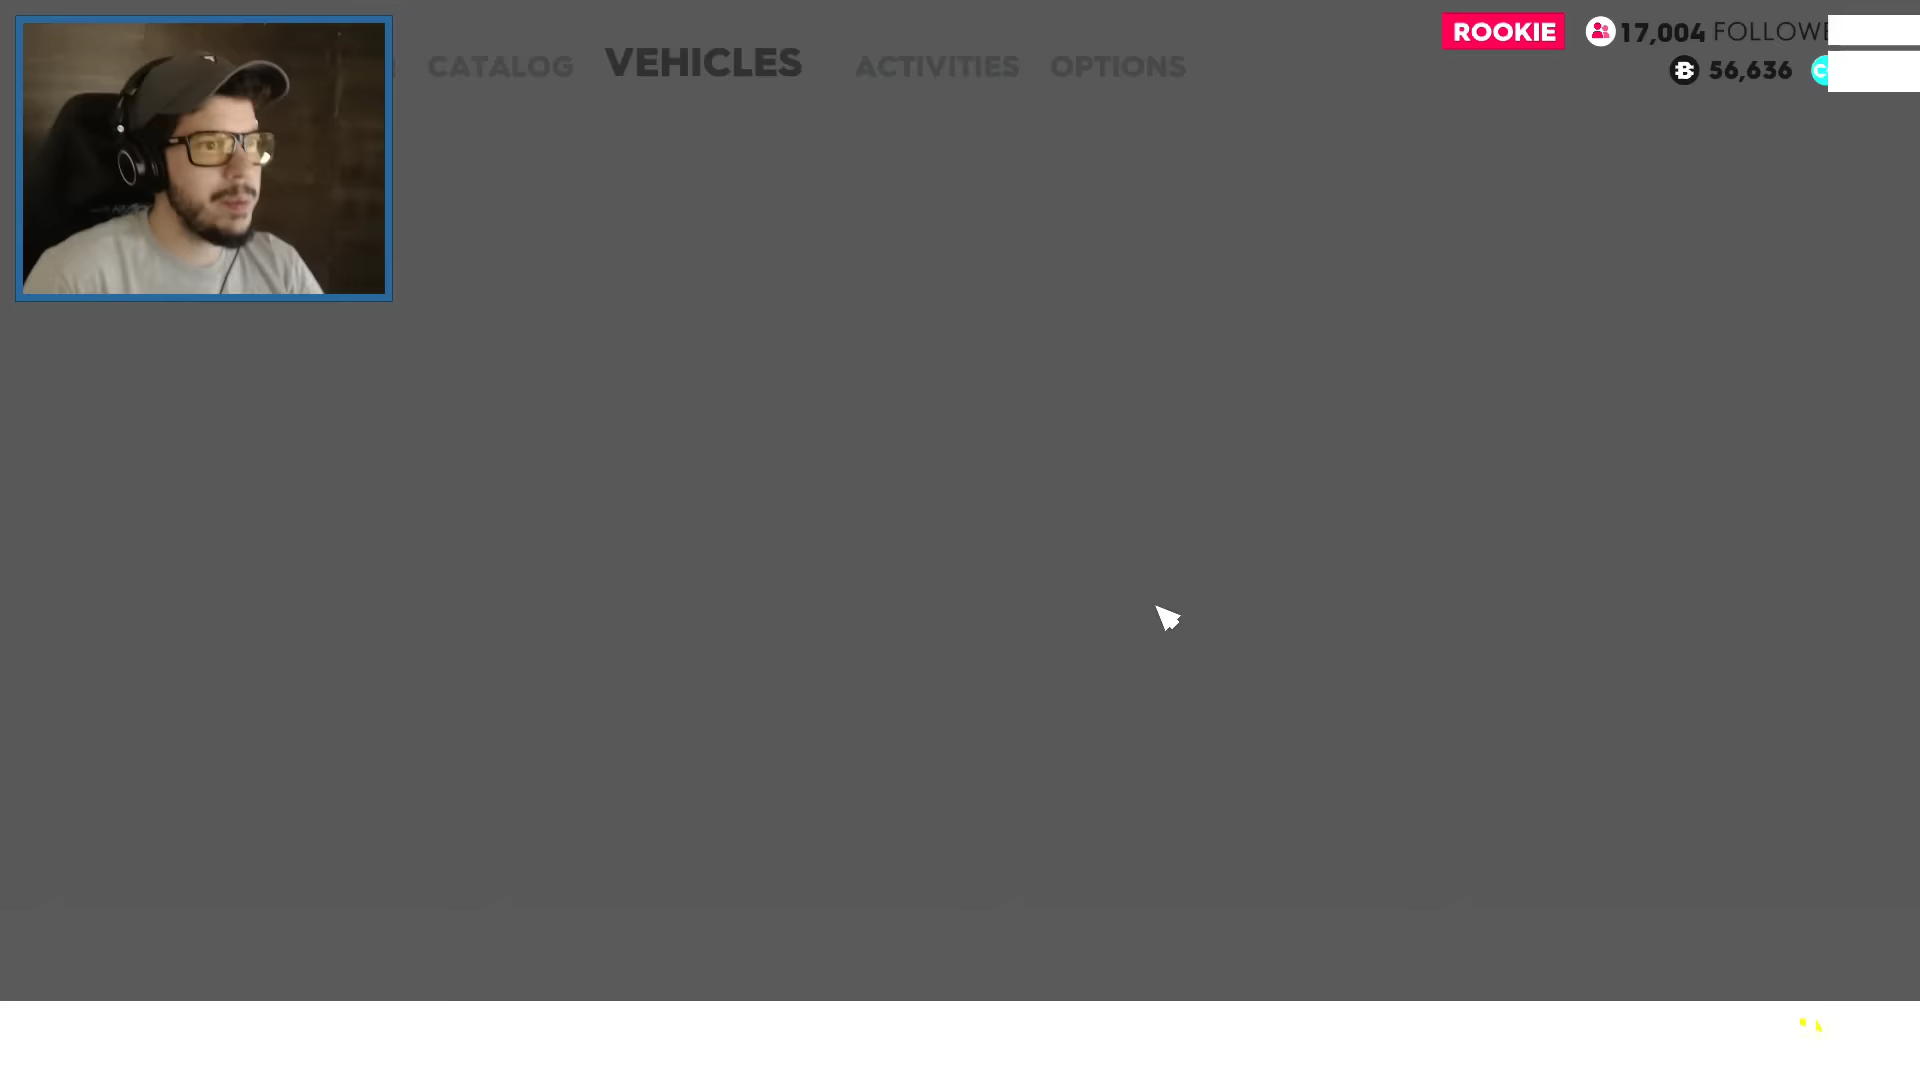 CATALOG VEHICLES ACTIVITIES OPTIONS
ROOKIE 17,004 FOLLOWE
56,636